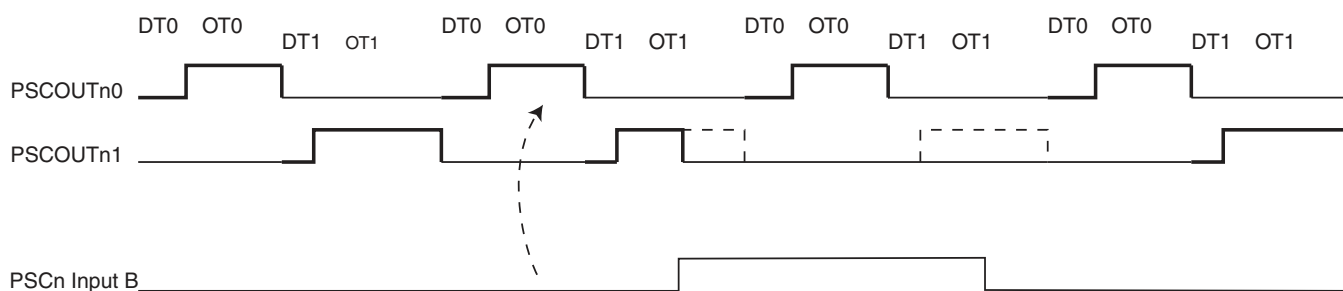 DT0 OT0 DT0 OT0 DT0 OT0 DT0 OT0
DT1 OT1 DT1 OT1 DT1 OT1 DT1 OT1
PSCOUTn0
PSCOUTn1
PSCn Input B